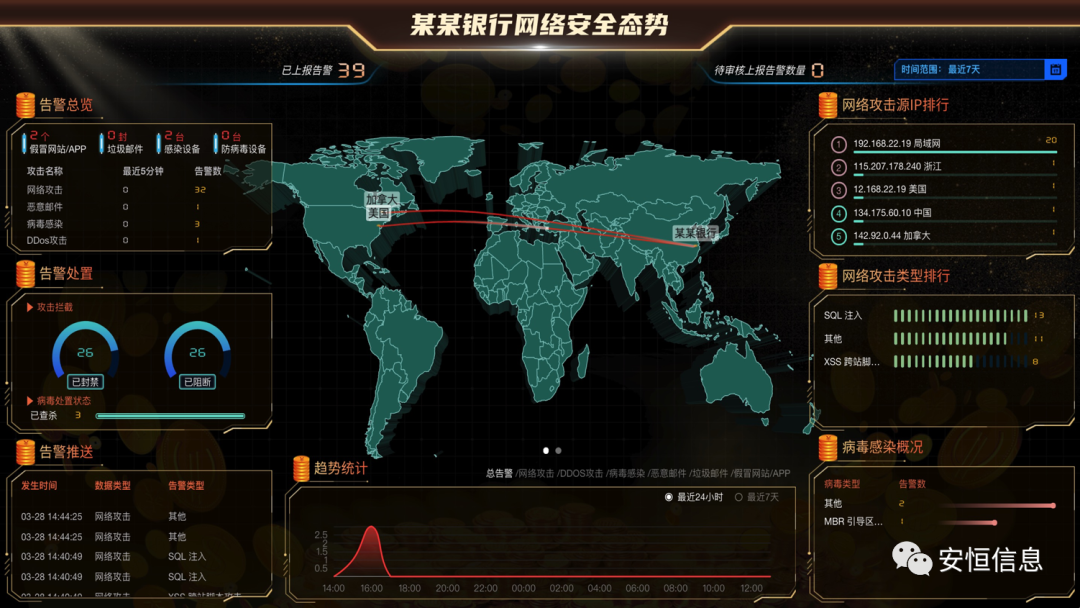 某某银行网络安全态势
已上报告警 39
待审核上报告警数量 0
时间范围： 最近7天
告警总览
2个 0封 2台 0台
假冒网站/APP 垃圾邮件 感染设备 防病毒设备
攻击名称 最近5分钟 告警数
网络攻击 0 32
恶意邮件 0 1
病毒感染 0 3
DDos攻击 0 1
告警处置
攻击拦截
26 26
已封禁 已阻断
病毒处置状态
已查杀 3
告警推送
发生时间 数据类型 告警类型
03-28 14:44:25 网络攻击 其他
03-28 14:44:25 网络攻击 其他
03-28 14:40:49 网络攻击 SQL 注入
03-28 14:40:49 网络攻击 SQL 注入
加拿大
美国
某某银行
趋势统计
总告警 /网络攻击 /DDOS攻击 /病毒感染 /恶意邮件 /垃圾邮件 /假冒网站/APP
最近24小时 最近7天
2.5
2
1.5
1
0.5
14:00 16:00 18:00 20:00 22:00 00:00 02:00 04:00 06:00 08:00 10:00 12:00
网络攻击源IP排行
1 192.168.22.19 局域网 20
2 115.207.178.240 浙江 1
3 12.168.22.19 美国 1
4 134.175.60.10 中国 1
5 142.92.0.44 加拿大 1
网络攻击类型排行
SQL 注入 13
其他 11
XSS 跨站脚... 8
病毒感染概况
病毒类型 告警数
其他 2
MBR 引导区... 1
安恒信息